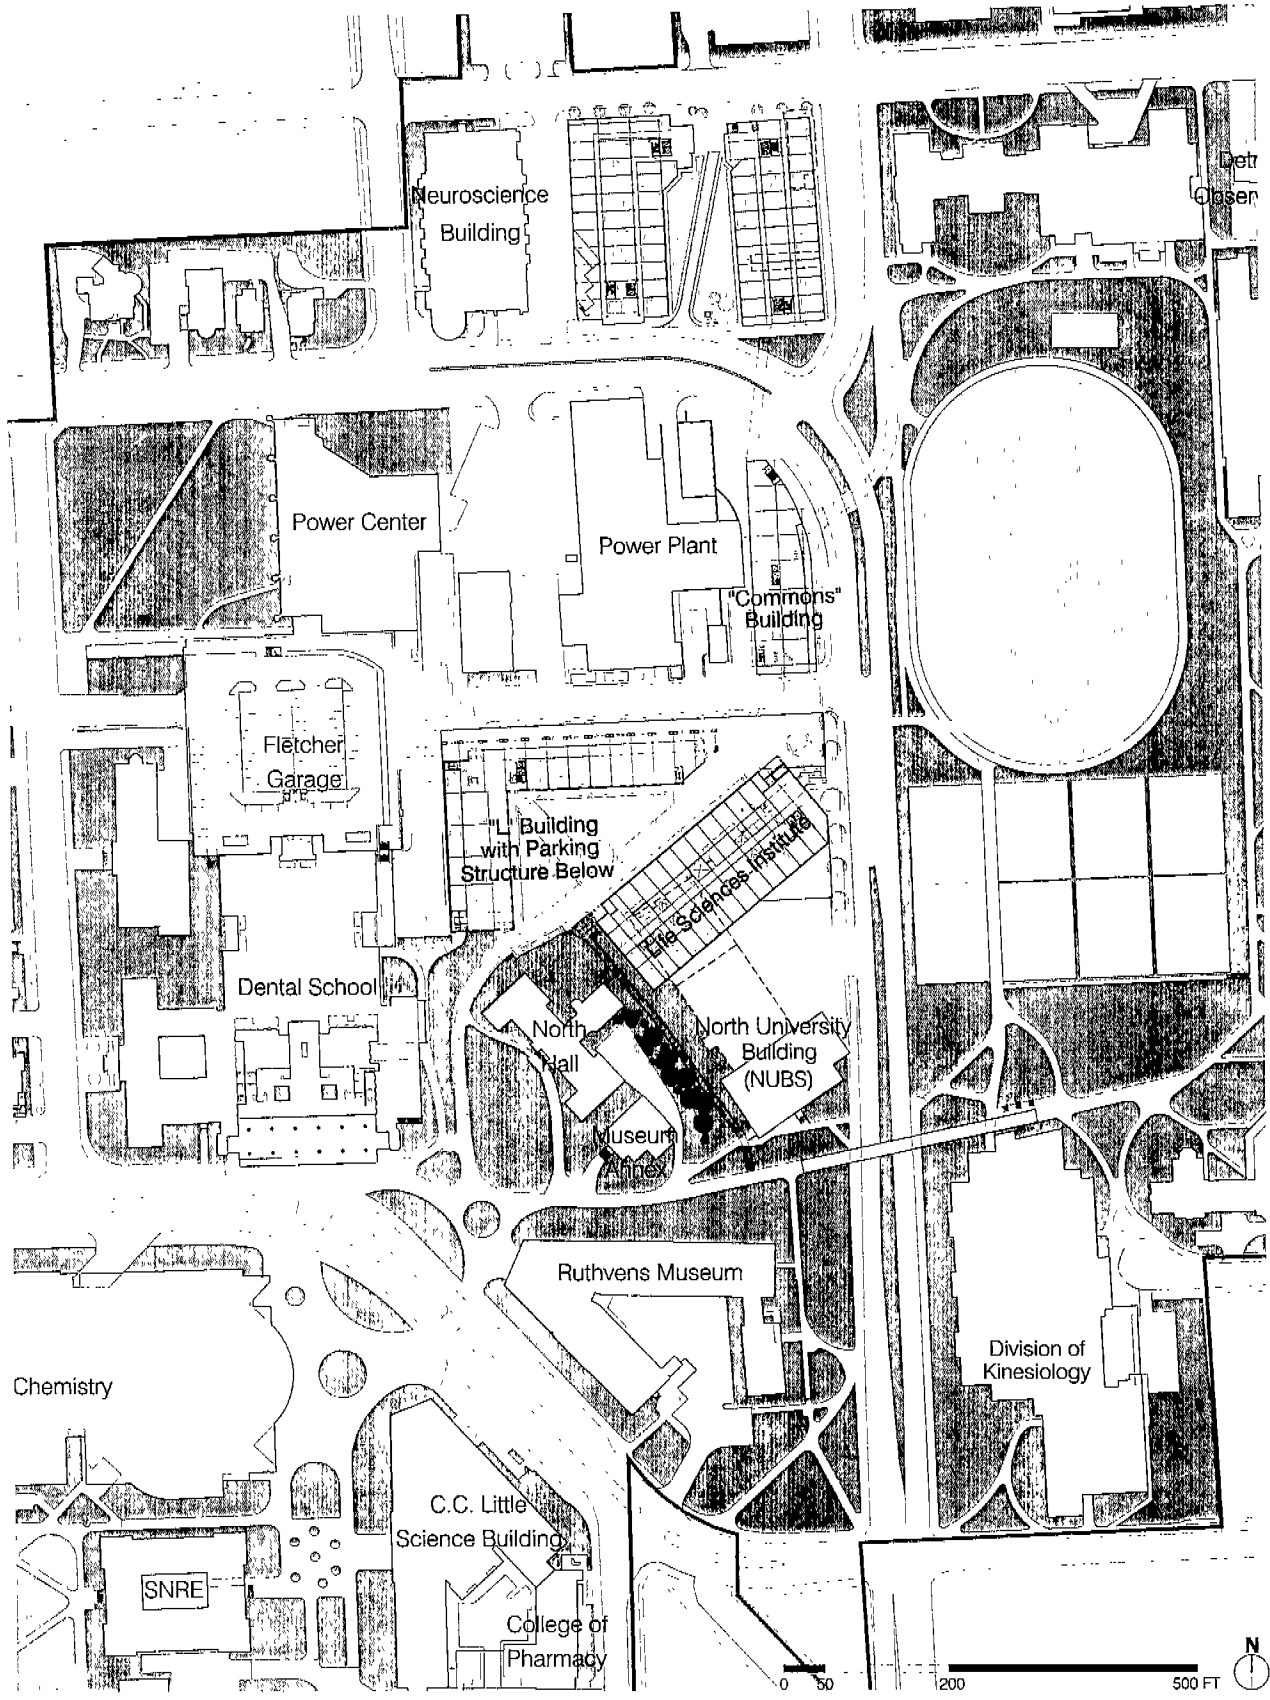 Neuroscience
Building
Power Center
Power Plant
"Commons"
Building
Fletcher
Garage
"L" Building
with Parking
Structure Below
Life Sciences Institute
Dental School
North
Hall
North University
Building
(NUBS)
Museum
Annex
Ruthvens Museum
Division of
Kinesiology
Chemistry
C.C. Little
Science Building
SNRE
College of
Pharmacy
N
0 50 200 500 FT